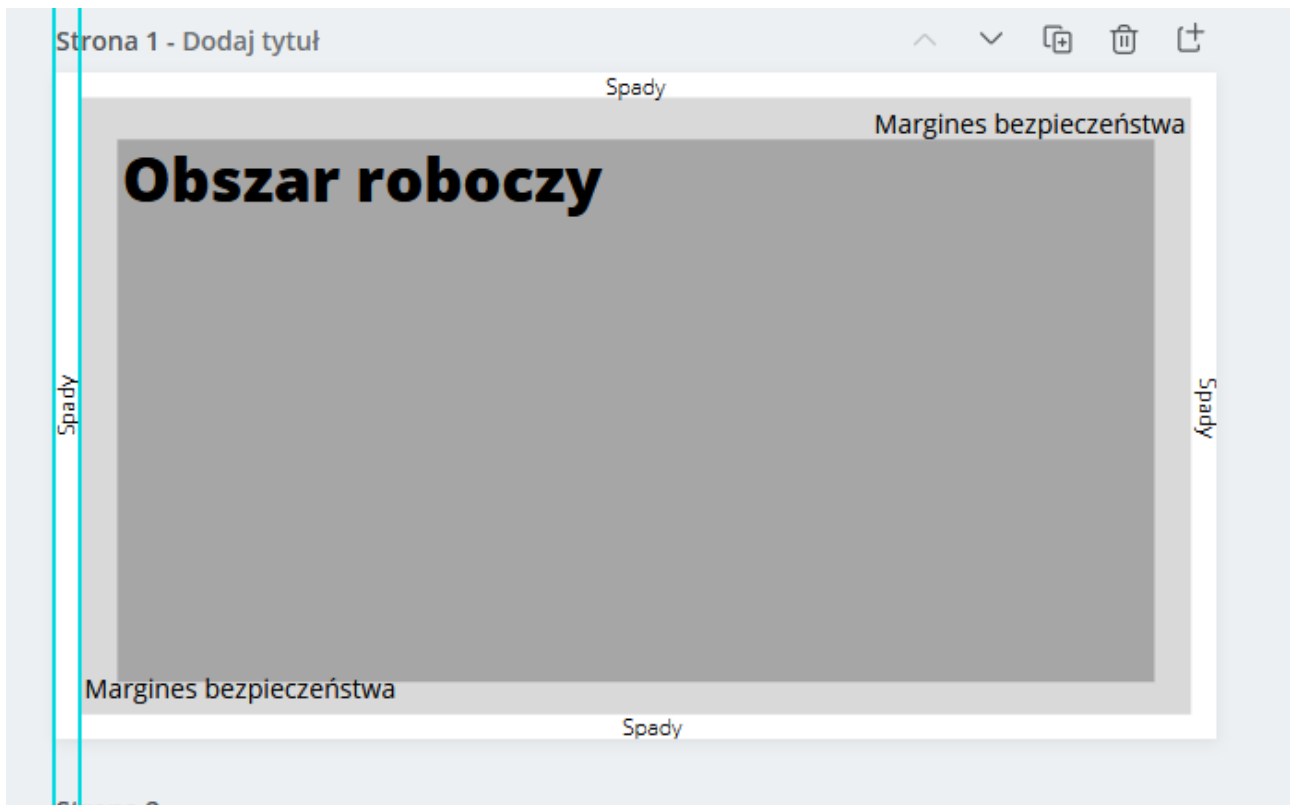 Strona 1 - Dodaj tytuł
Spady
Margines bezpieczeństwa
Obszar roboczy
Spady
Spady
Margines bezpieczeństwa
Spady